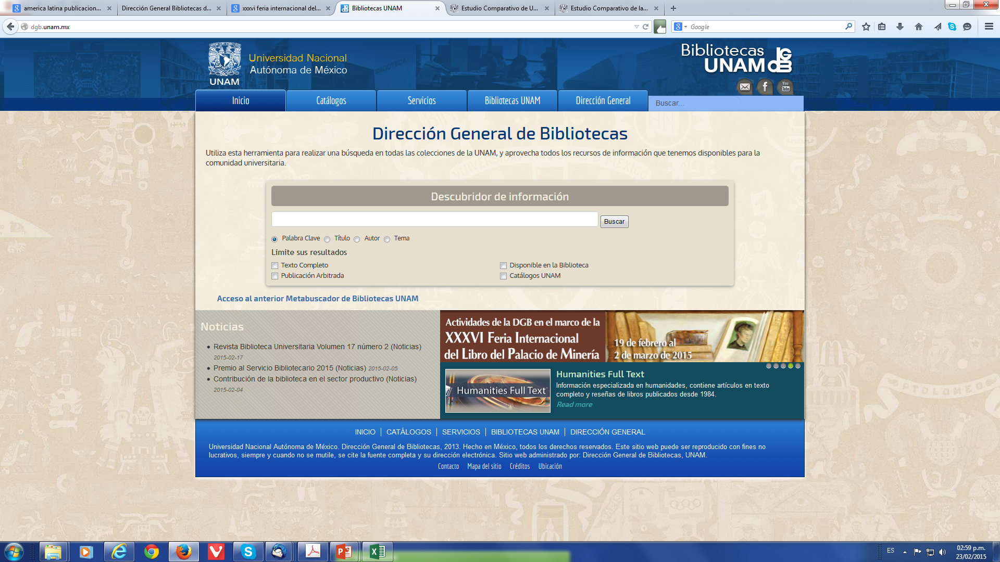 america latina publicacion...
Dirección General Bibliotecas d...
xxxvi feria internacional del...
Bibliotecas UNAM
Estudio Comparativo de U...
Estudio Comparativo de la...
dgb.unam.mx
Google
Universidad Nacional
Autónoma de México
UNAM
Bibliotecas
UNAM
DGB
You
Tube
Inicio
Catálogos
Servicios
Bibliotecas UNAM
Dirección General
Buscar...
Dirección General de Bibliotecas
Utiliza esta herramienta para realizar una búsqueda en todas las colecciones de la UNAM, y aprovecha todos los recursos de información que tenemos disponibles para la
comunidad universitaria.
Descubridor de información
Buscar
Palabra Clave Título Autor Tema
Limite sus resultados
Texto Completo
Disponible en la Biblioteca
Publicación Arbitrada
Catálogos UNAM
Acceso al anterior Metabuscador de Bibliotecas UNAM
Noticias
Revista Biblioteca Universitaria Volumen 17 número 2 (Noticias)
2015-02-17
Premio al Servicio Bibliotecario 2015 (Noticias) 2015-02-05
Contribución de la biblioteca en el sector productivo (Noticias)
2015-02-04
Actividades de la DGB en el marco de la
XXXVI Feria Internacional
del Libro del Palacio de Minería
19 de febrero al
2 de marzo de 2015
Humanities Full Text
Humanities Full Text
Información especializada en humanidades, contiene artículos en texto
completo y reseñas de libros publicados desde 1984.
Read more
INICIO CATÁLOGOS SERVICIOS BIBLIOTECAS UNAM DIRECCIÓN GENERAL
Universidad Nacional Autónoma de México. Dirección General de Bibliotecas, 2013. Hecho en México, todos los derechos reservados. Este sitio web puede ser reproducido con fines no
lucrativos, siempre y cuando no se mutile, se cite la fuente completa y su dirección electrónica. Sitio web administrado por: Dirección General de Bibliotecas, UNAM.
Contacto Mapa del sitio Créditos Ubicación
ES
02:59 p.m.
23/02/2015